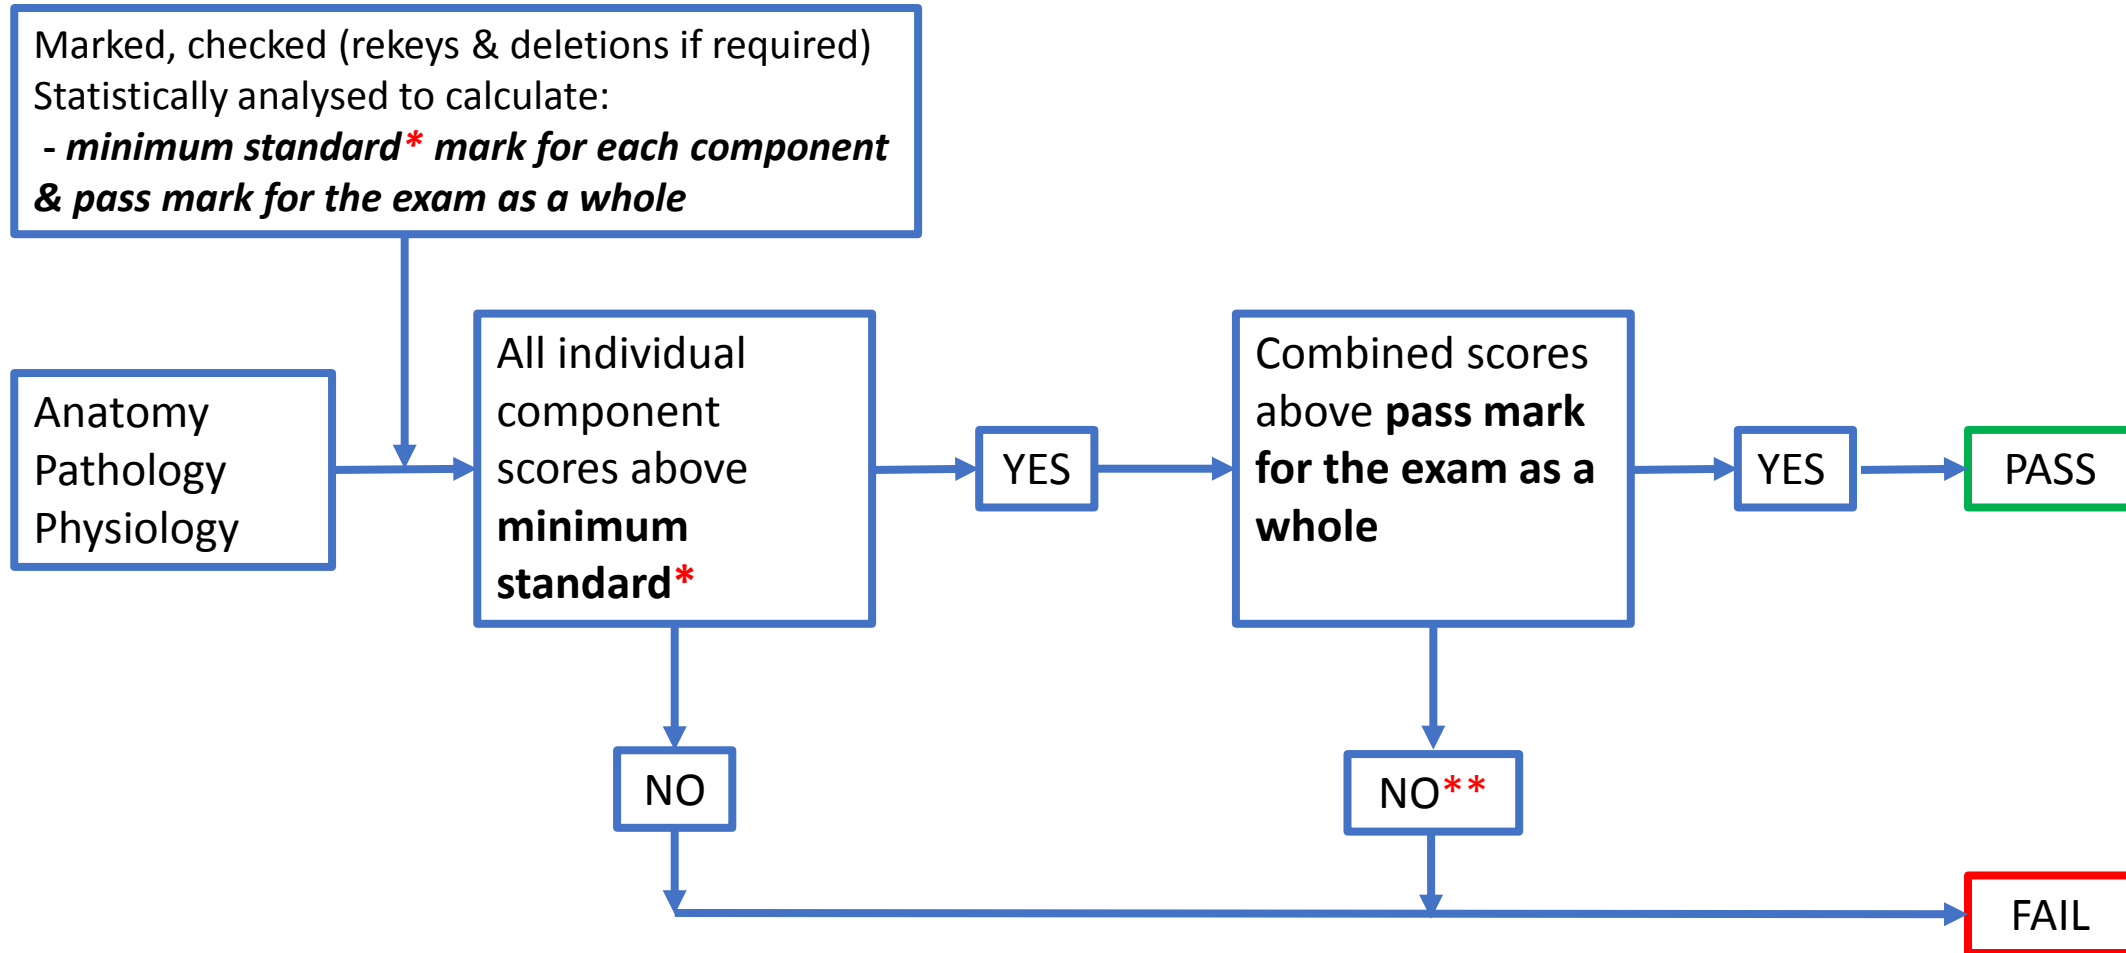 Marked, checked (rekeys & deletions if required)
Statistically analysed to calculate:
- minimum standard* mark for each component
& pass mark for the exam as a whole
Anatomy
Pathology
Physiology
All individual
component
scores above
minimum
standard*
YES
Combined scores
above pass mark
for the exam as a
whole
YES
PASS
NO
NO**
FAIL